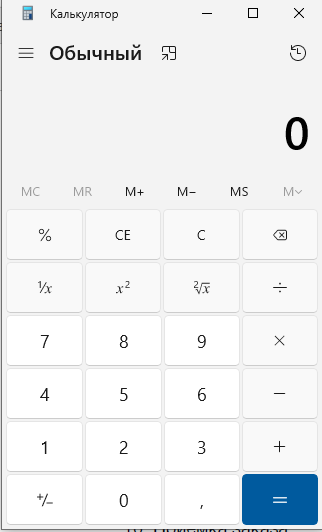 Калькулятор
Обычный
0
MC MR M+ M− MS M
% CE C
¹/x x² ²√x ÷
7 8 9 ×
4 5 6 −
1 2 3 +
+/− 0 , =